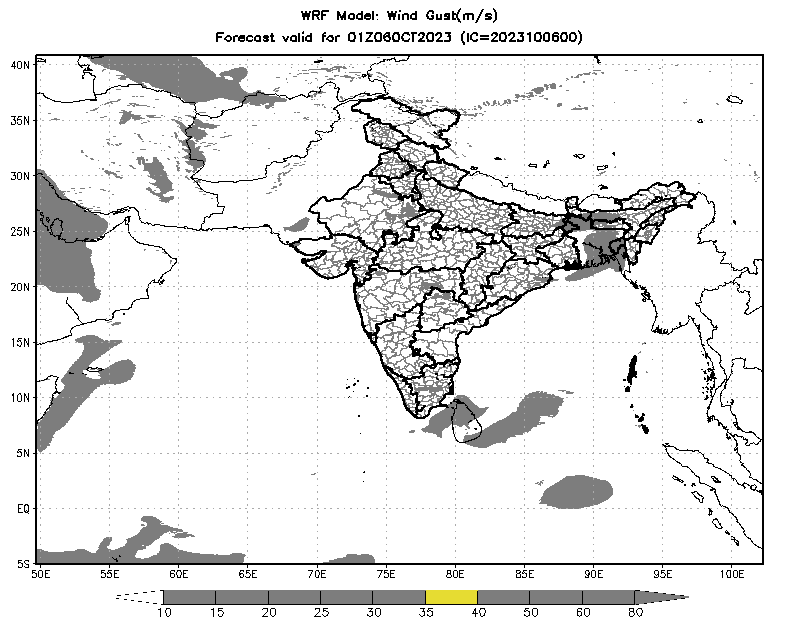 WRF Model: Wind Gust(m/s)
Forecast valid for 01Z06OCT2023 (IC=2023100600)
40N
35N
30N
25N
20N
15N
10N
5N
EQ
5S
50E 55E 60E 65E 70E 75E 80E 85E 90E 95E 100E
10 15 20 25 30 35 40 50 60 80